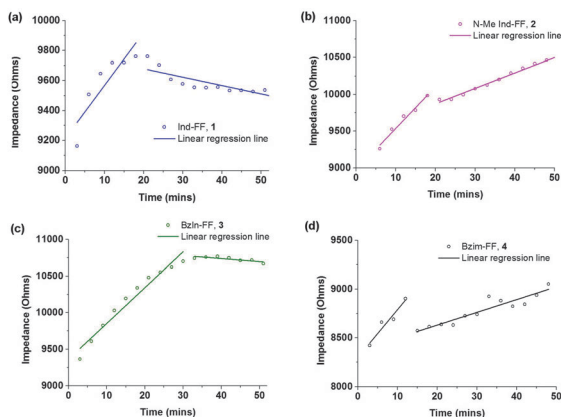 (a)
10000
9800
9600
9400
9200
9000
Impedance (Ohms)
Ind-FF, 1
Linear regression line
0 10 20 30 40 50
Time (mins)
(b)
N-Me Ind-FF, 2
Linear regression line
11000
10500
10000
9500
9000
Impedance (Ohms)
0 10 20 30 40 50
Time (mins)
(c)
BzIn-FF, 3
Linear regression line
11000
10500
10000
9500
9000
Impedance (Ohms)
0 10 20 30 40 50
Time (mins)
(d)
Bzim-FF, 4
Linear regression line
9500
9000
8500
8000
Impedance (Ohms)
0 10 20 30 40 50
Time (mins)